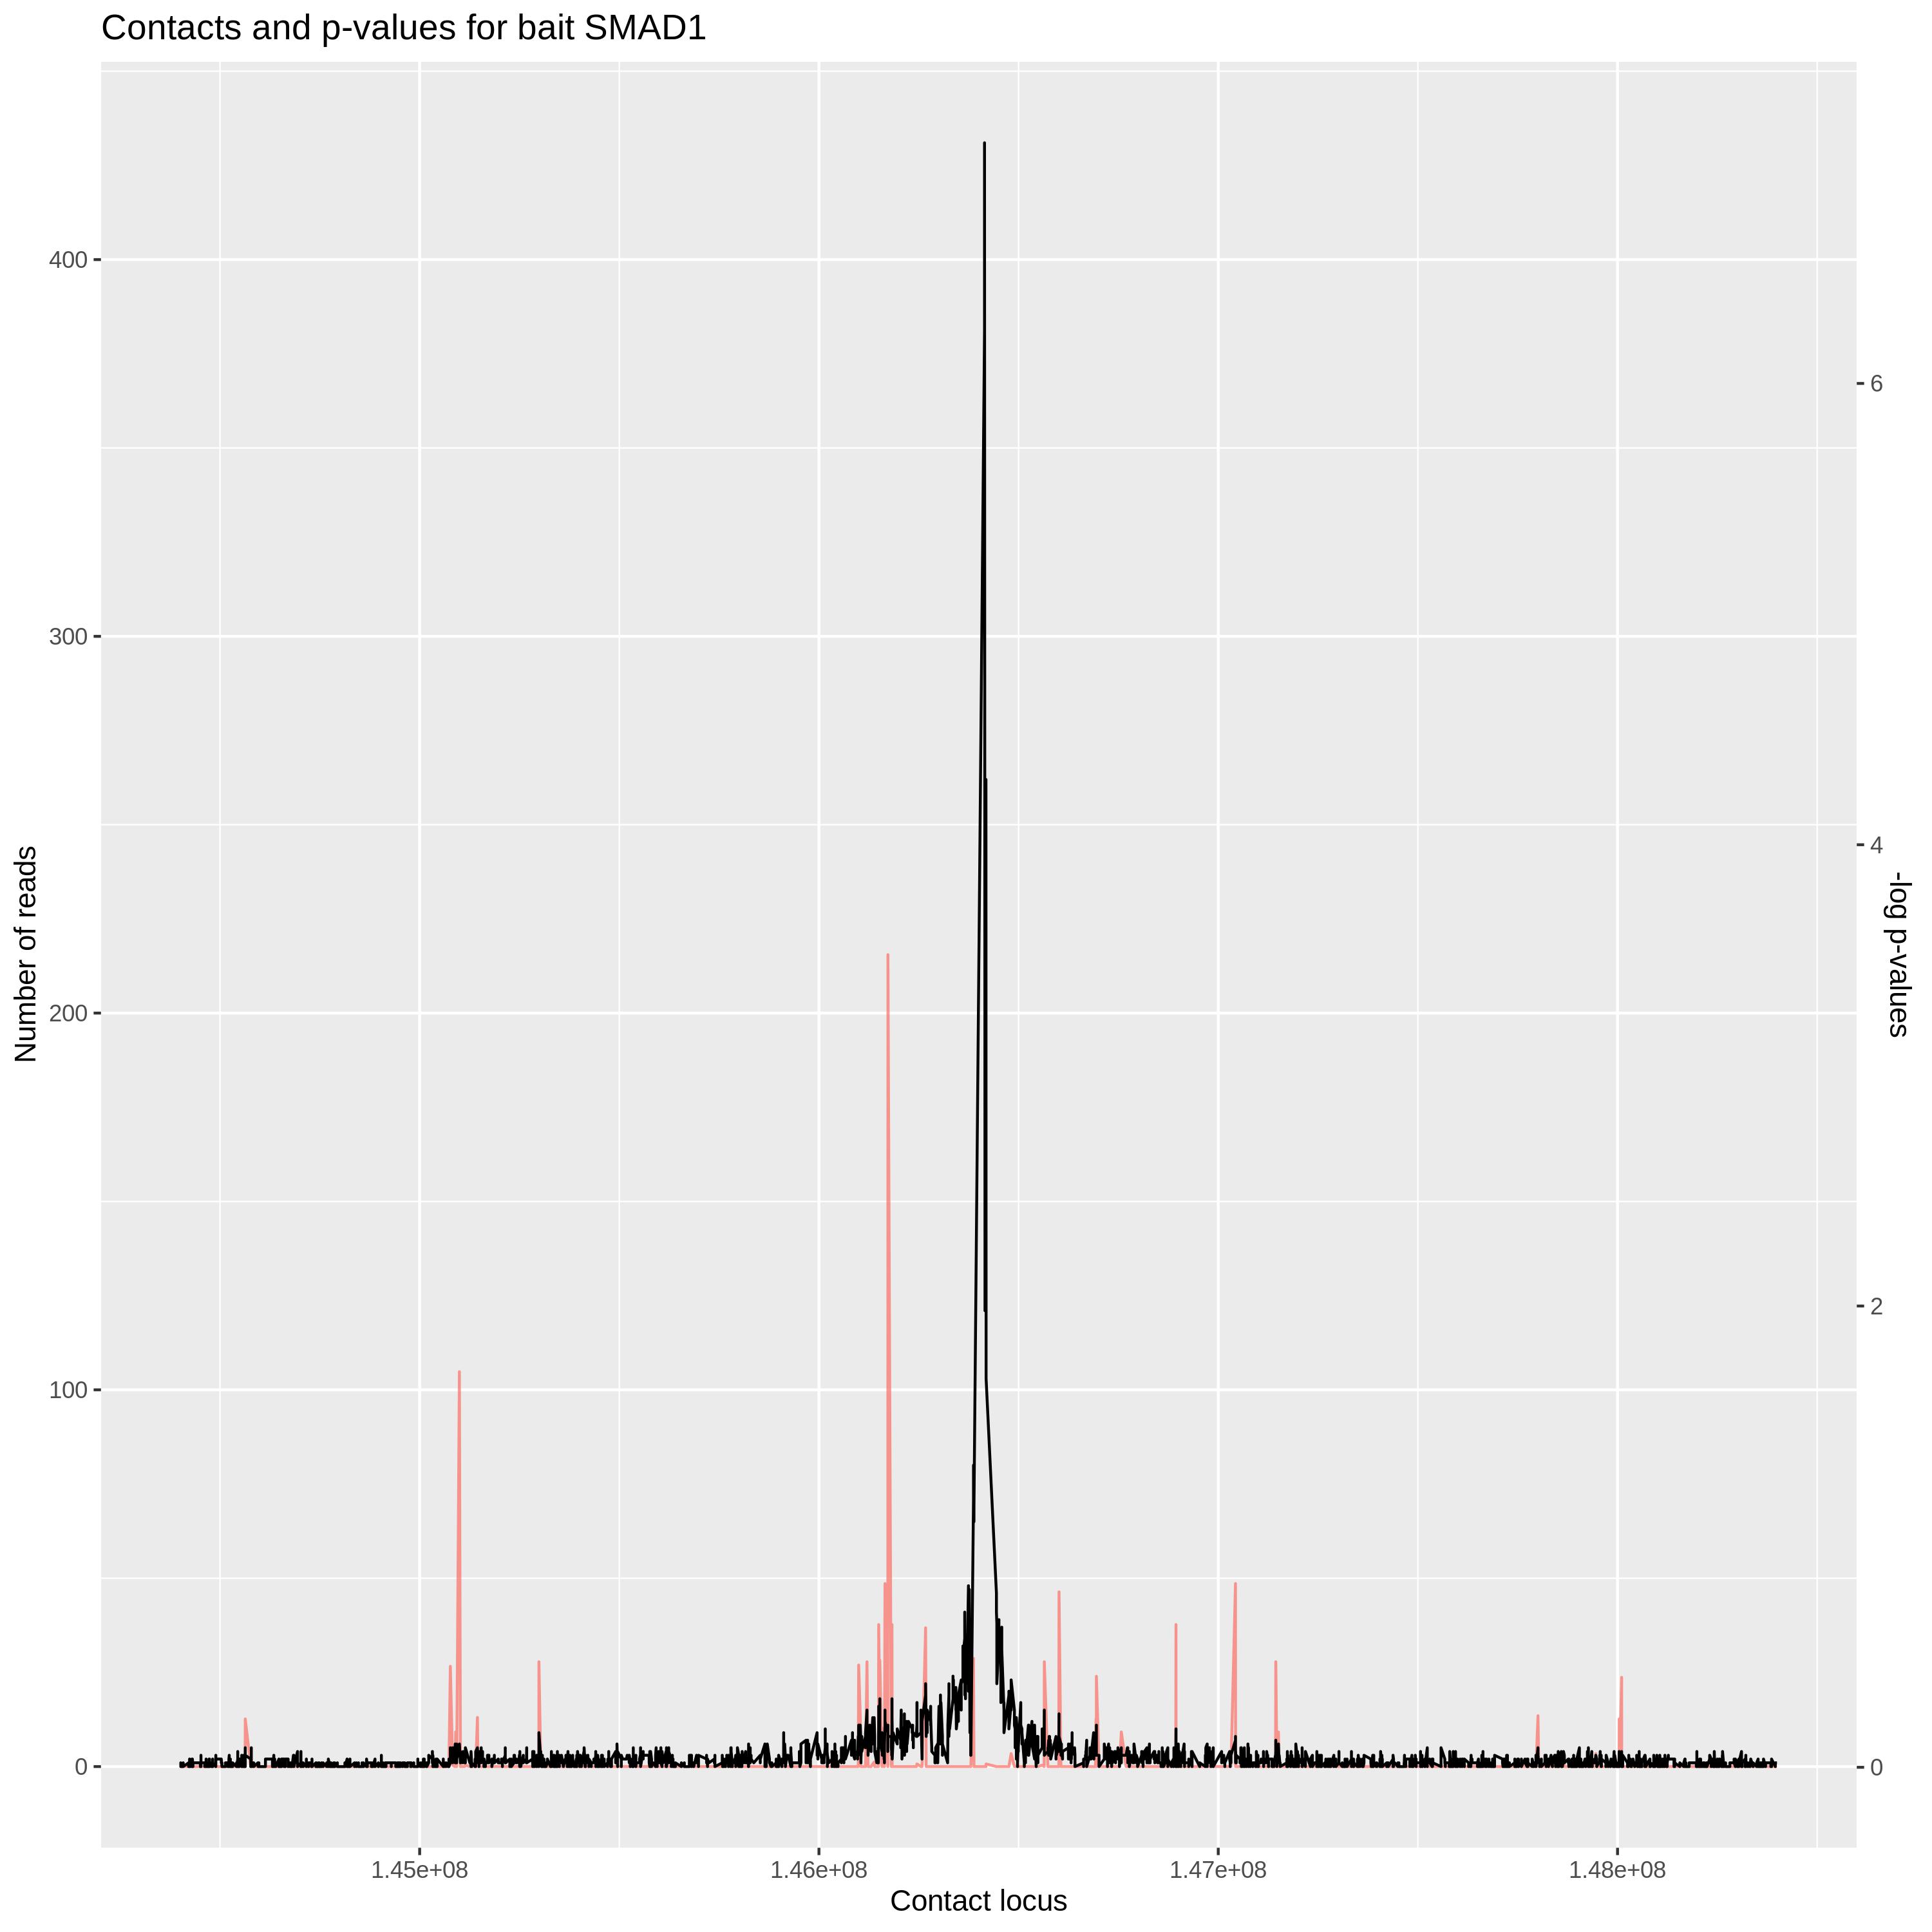 Contacts and p-values for bait SMAD1
Number of reads
400
300
200
100
0
6
4
2
0
-log p-values
1.45e+08
1.46e+08
1.47e+08
1.48e+08
Contact locus